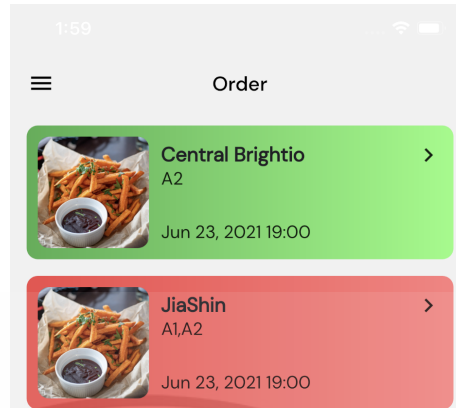 1:59
Order
Central Brightio
A2
Jun 23, 2021 19:00
JiaShin
A1,A2
Jun 23, 2021 19:00